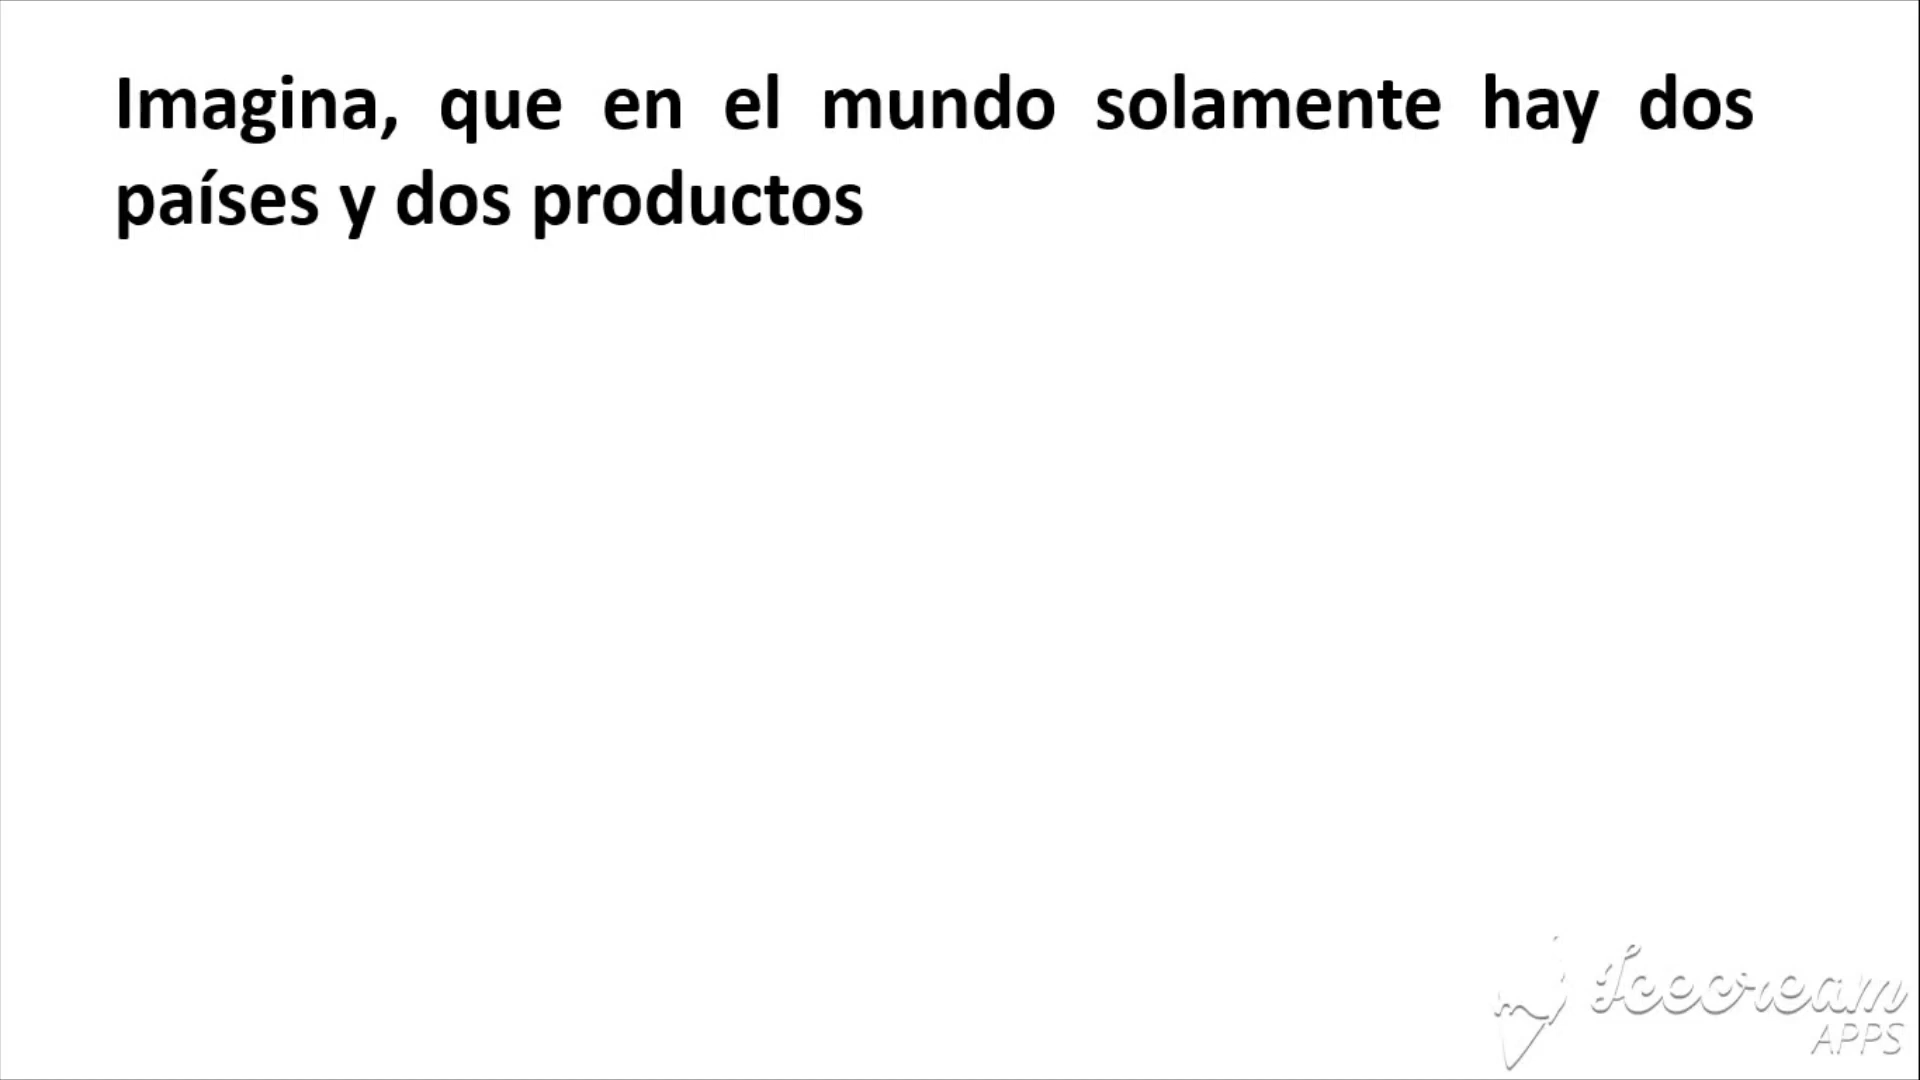 Imagina, que en el mundo solamente hay dos
países y dos productos
Icecream
APPS